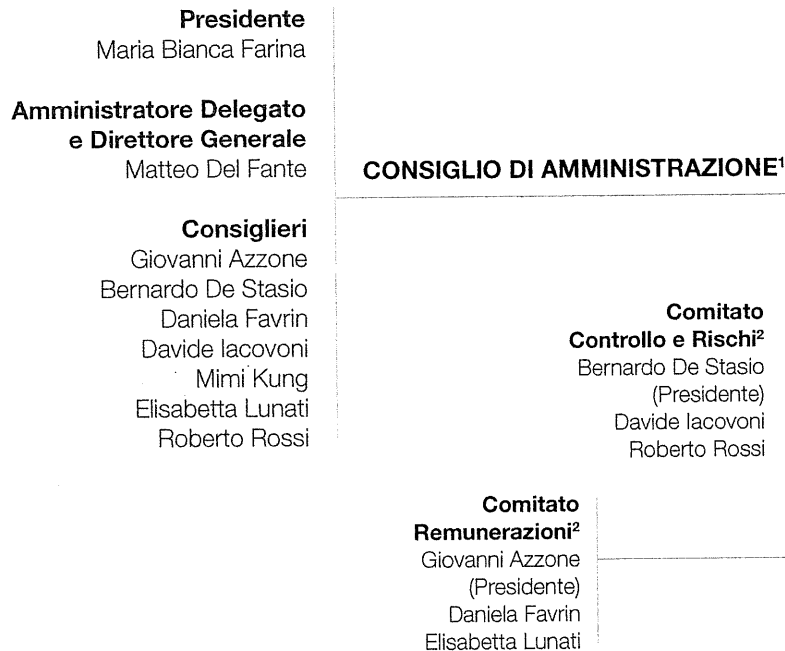 Presidente
Maria Bianca Farina
Amministratore Delegato
e Direttore Generale
Matteo Del Fante
CONSIGLIO DI AMMINISTRAZIONE¹
Consiglieri
Giovanni Azzone
Bernardo De Stasio
Daniela Favrin
Davide Iacovoni
Mimi Kung
Elisabetta Lunati
Roberto Rossi
Comitato
Controllo e Rischi²
Bernardo De Stasio
(Presidente)
Davide Iacovoni
Roberto Rossi
Comitato
Remunerazioni²
Giovanni Azzone
(Presidente)
Daniela Favrin
Elisabetta Lunati